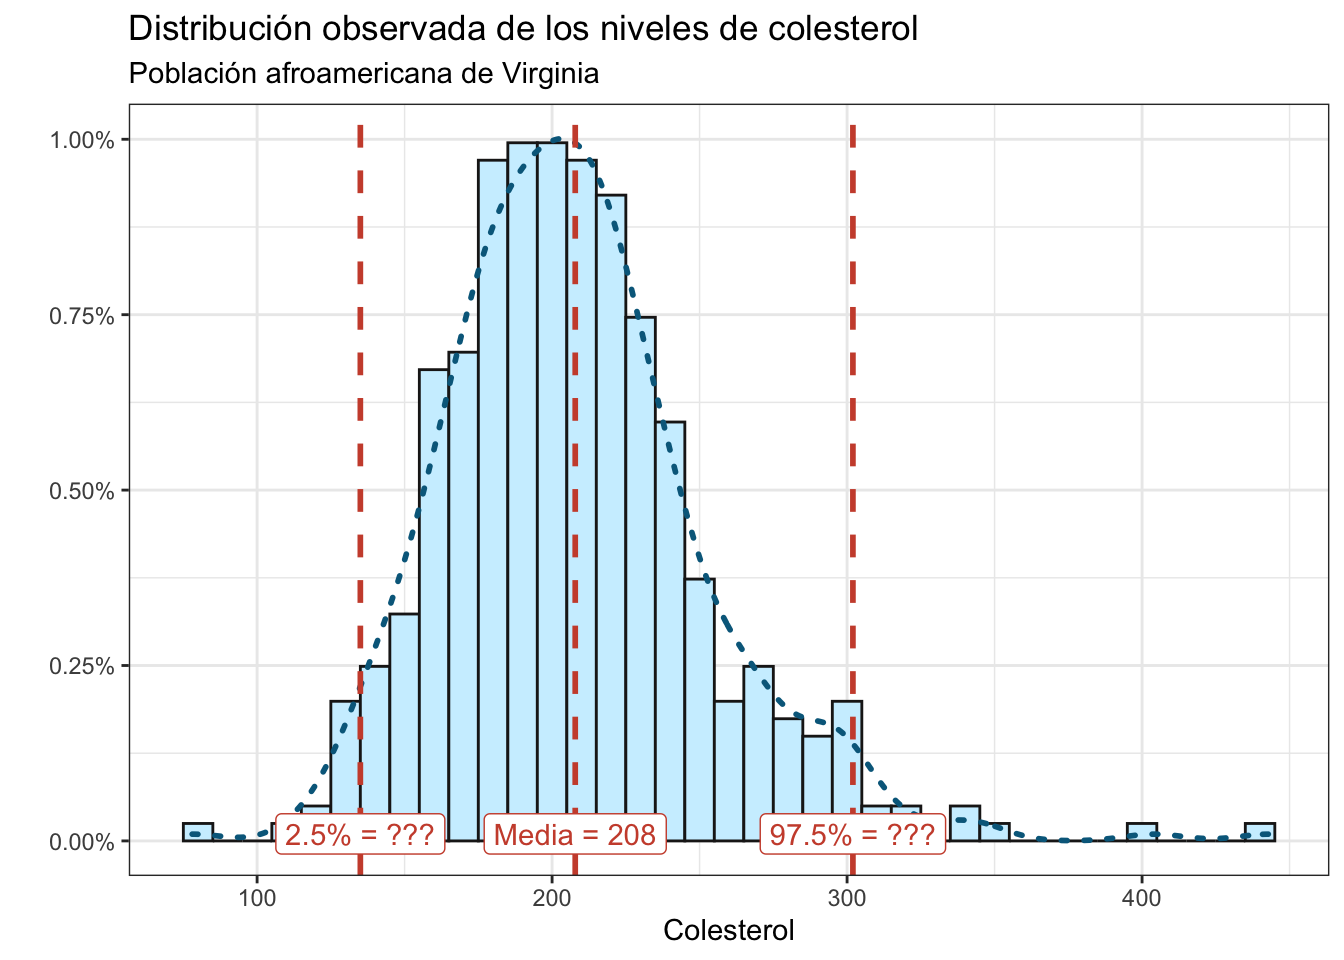 Distribución observada de los niveles de colesterol
Población afroamericana de Virginia
1.00%
0.75%
0.50%
0.25%
0.00%
2.5% = ???
Media = 208
97.5% = ???
100
200
300
400
Colesterol